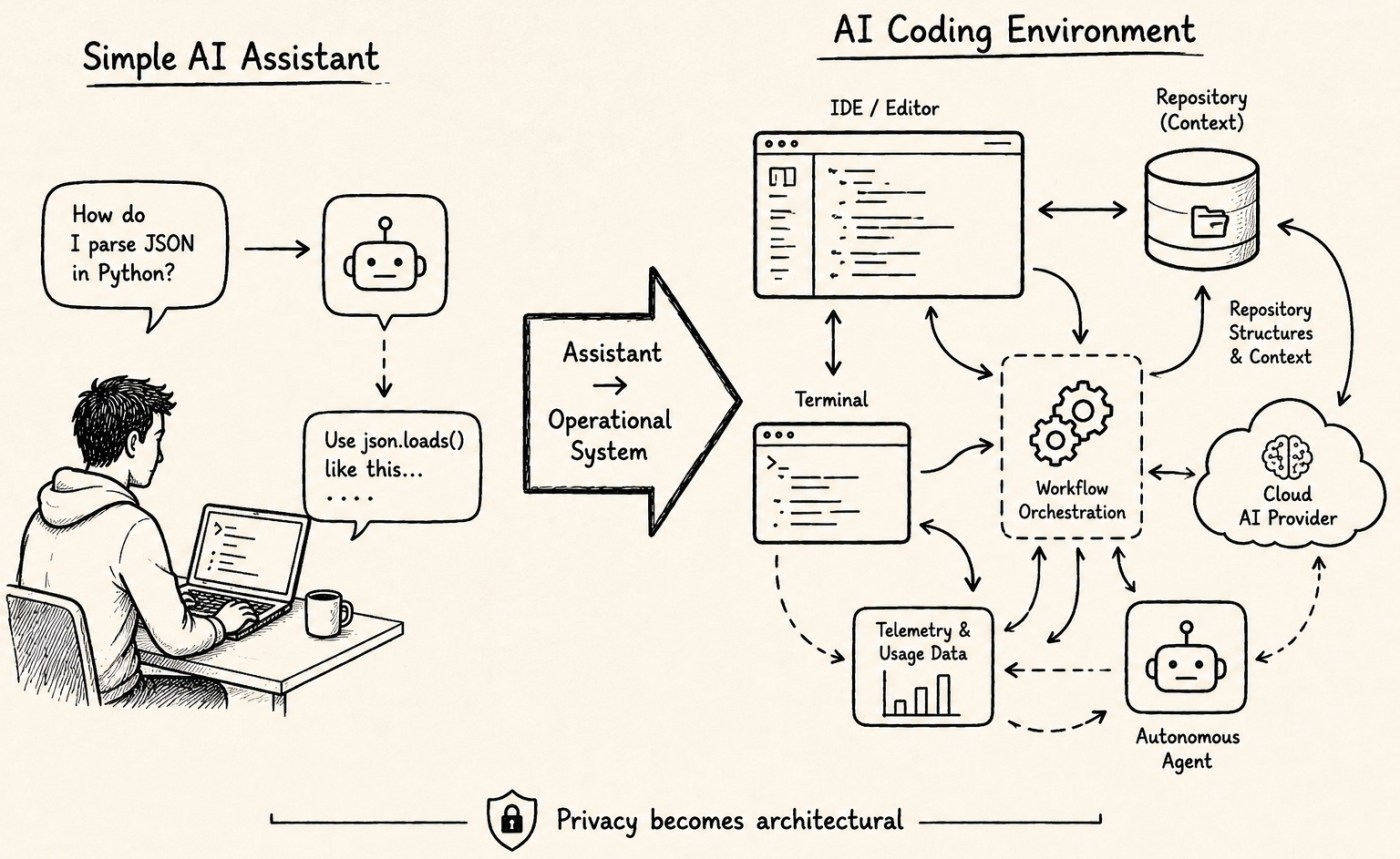 Simple AI Assistant
How do
I parse JSON
in Python?
Use json.loads()
like this...
....
Assistant
→
Operational
System
AI Coding Environment
IDE / Editor
Repository
(Context)
Repository
Structures
& Context
Terminal
>_
Workflow
Orchestration
Cloud
AI Provider
Telemetry &
Usage Data
Autonomous
Agent
Privacy becomes architectural